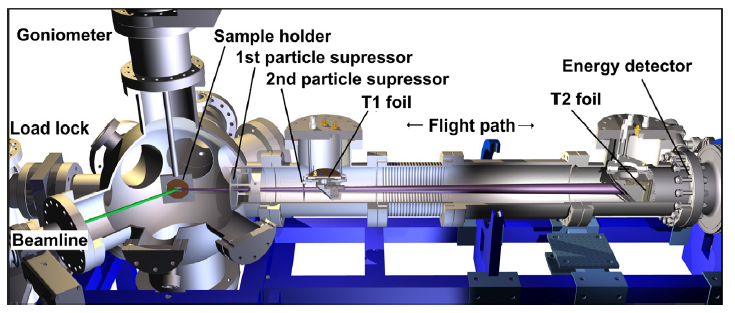 Goniometer
Sample holder
1st particle supressor
2nd particle supressor
T1 foil
Energy detector
T2 foil
Load lock
← Flight path →
Beamline